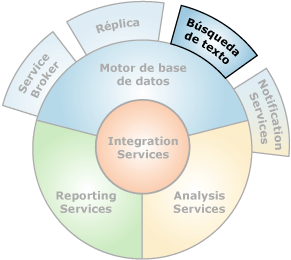 Réplica
Búsqueda
de texto
Service
Broker
Notification
Services
Motor de base
de datos
Integration
Services
Reporting
Services
Analysis
Services